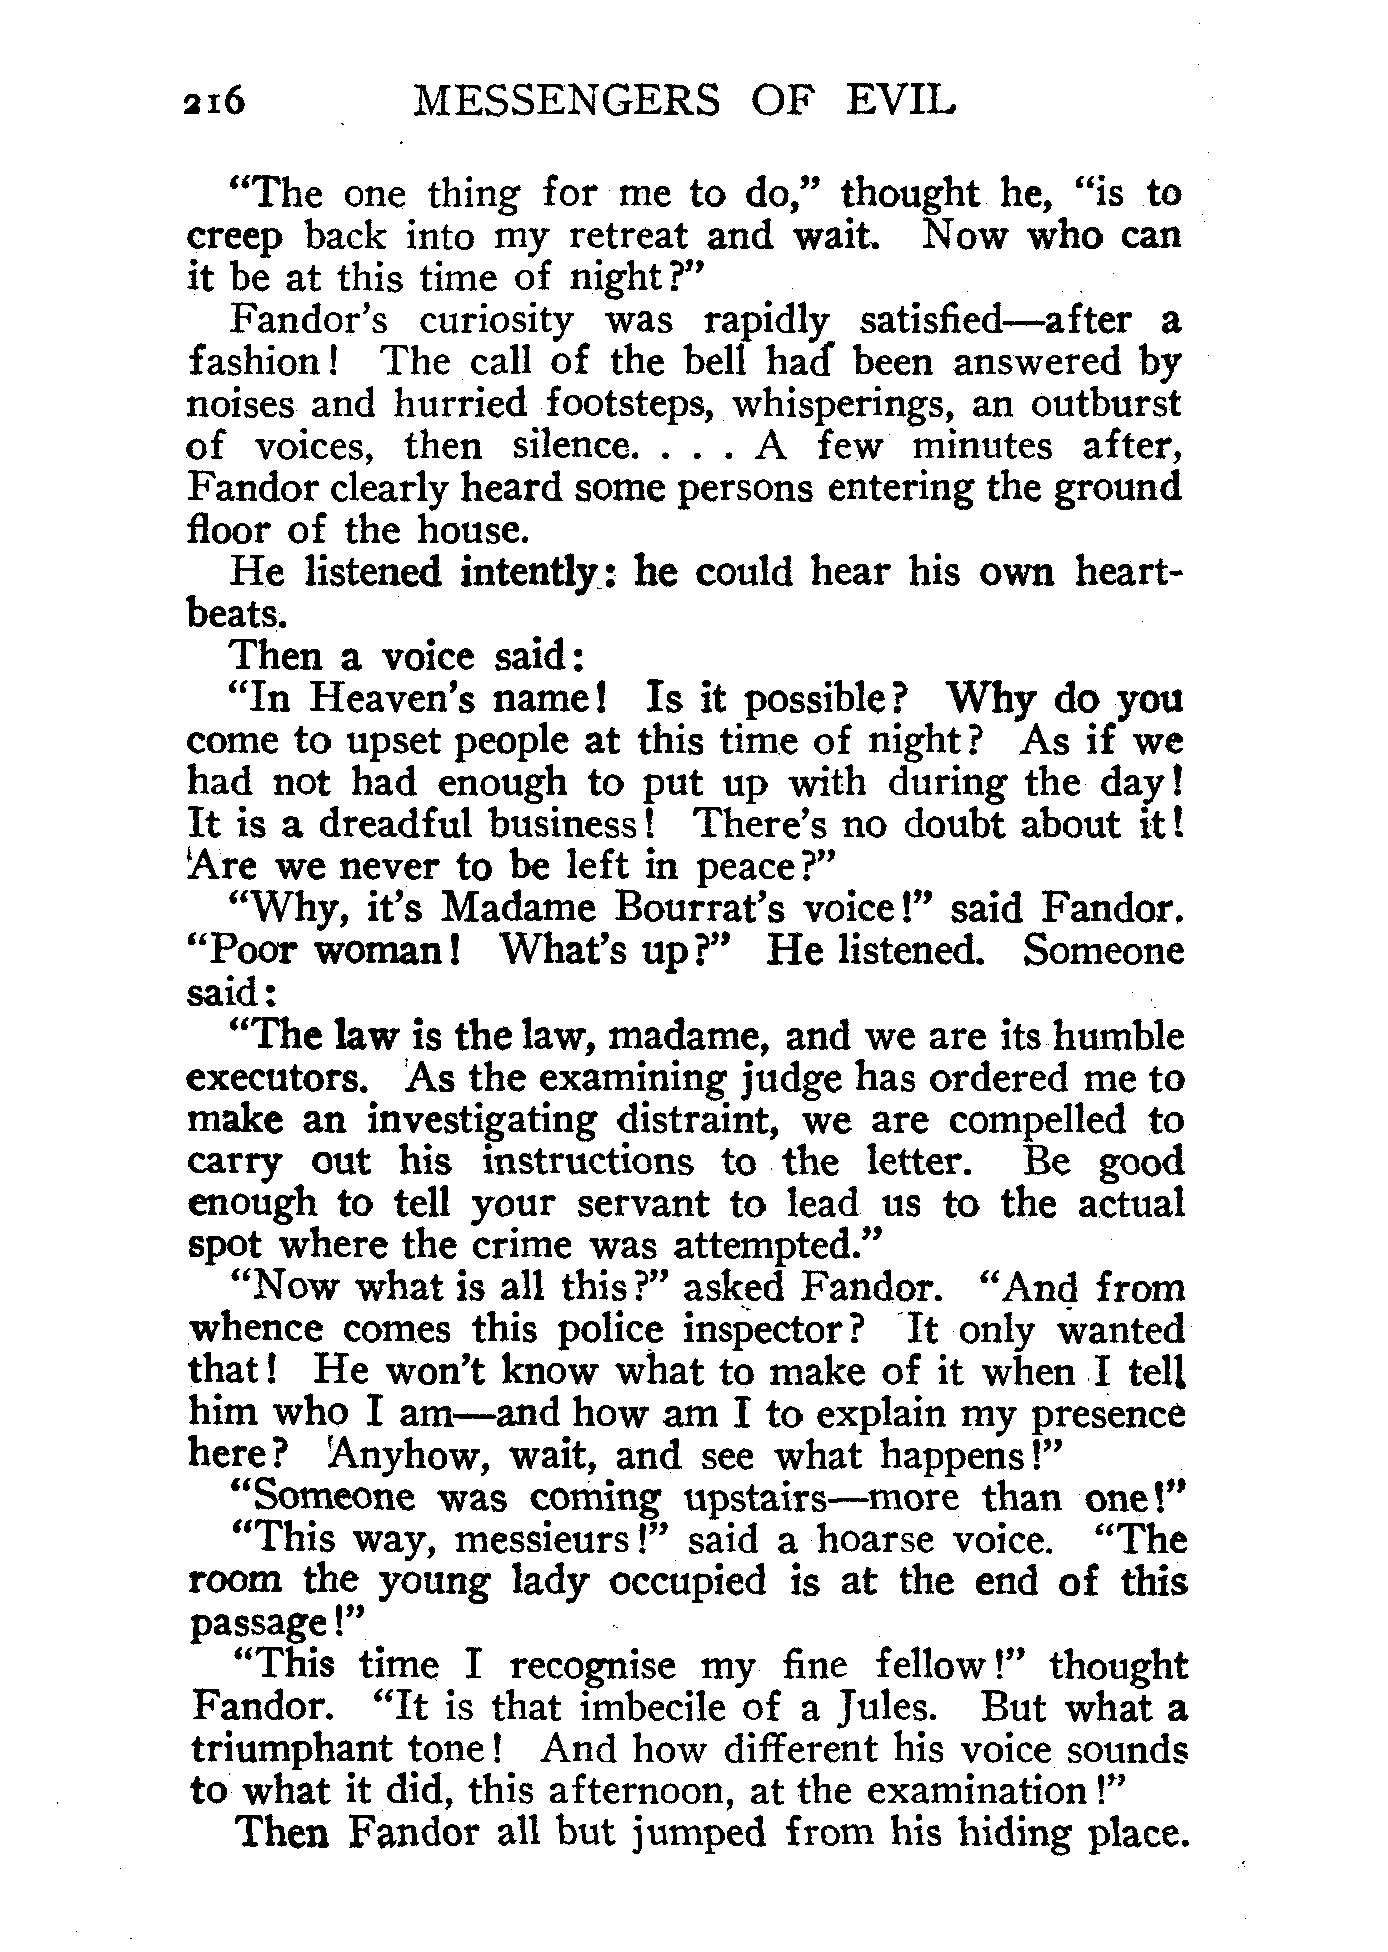 216 MESSENGERS OF EVIL
“The one thing for me to do,” thought he, “is to
creep back into my retreat and wait. Now who can
it be at this time of night?”
Fandor’s curiosity was rapidly satisfied—after a
fashion! The call of the bell had been answered by
noises and hurried footsteps, whisperings, an outburst
of voices, then silence. . . . A few minutes after,
Fandor clearly heard some persons entering the ground
floor of the house.
He listened intently: he could hear his own heart-
beats.
Then a voice said:
“In Heaven’s name! Is it possible? Why do you
come to upset people at this time of night? As if we
had not had enough to put up with during the day!
It is a dreadful business! There’s no doubt about it!
Are we never to be left in peace?”
“Why, it’s Madame Bourrat’s voice!” said Fandor.
“Poor woman! What’s up?” He listened. Someone
said:
“The law is the law, madame, and we are its humble
executors. As the examining judge has ordered me to
make an investigating distraint, we are compelled to
carry out his instructions to the letter. Be good
enough to tell your servant to lead us to the actual
spot where the crime was attempted.”
“Now what is all this?” asked Fandor. “And from
whence comes this police inspector? It only wanted
that! He won’t know what to make of it when I tell
him who I am—and how am I to explain my presence
here? Anyhow, wait, and see what happens!”
“Someone was coming upstairs—more than one!”
“This way, messieurs!” said a hoarse voice. “The
room the young lady occupied is at the end of this
passage!”
“This time I recognise my fine fellow!” thought
Fandor. “It is that imbecile of a Jules. But what a
triumphant tone! And how different his voice sounds
to what it did, this afternoon, at the examination!”
Then Fandor all but jumped from his hiding place.